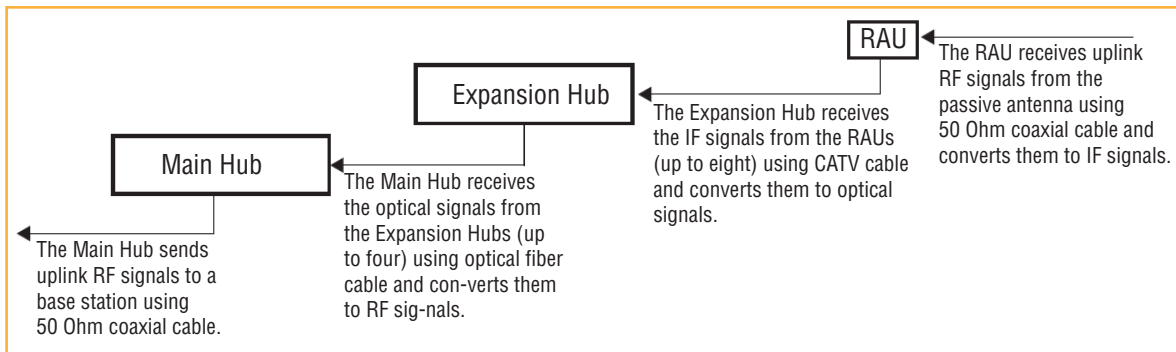 RAU
The RAU receives uplink
RF signals from the
passive antenna using
50 Ohm coaxial cable and
converts them to IF signals.
Expansion Hub
The Expansion Hub receives
the IF signals from the RAUs
(up to eight) using CATV cable
and converts them to optical
signals.
Main Hub
The Main Hub receives
the optical signals from
the Expansion Hubs (up
to four) using optical fiber
cable and con-verts them
to RF sig-nals.
The Main Hub sends
uplink RF signals to a
base station using
50 Ohm coaxial cable.